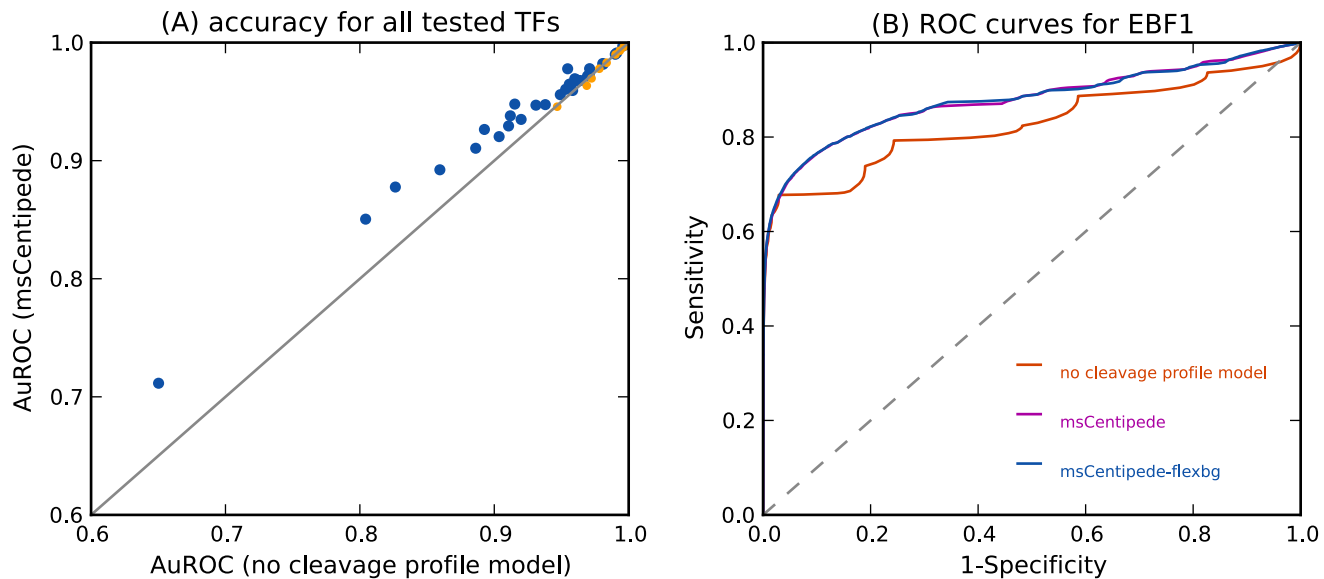 (A) accuracy for all tested TFs
1.0
0.9
0.8
0.7
0.6
AuROC (msCentipede)
0.6 0.7 0.8 0.9 1.0
AuROC (no cleavage profile model)
(B) ROC curves for EBF1
1.0
0.8
0.6
0.4
0.2
0.0
Sensitivity
no cleavage profile model
msCentipede
msCentipede-flexbg
0.0 0.2 0.4 0.6 0.8 1.0
1-Specificity